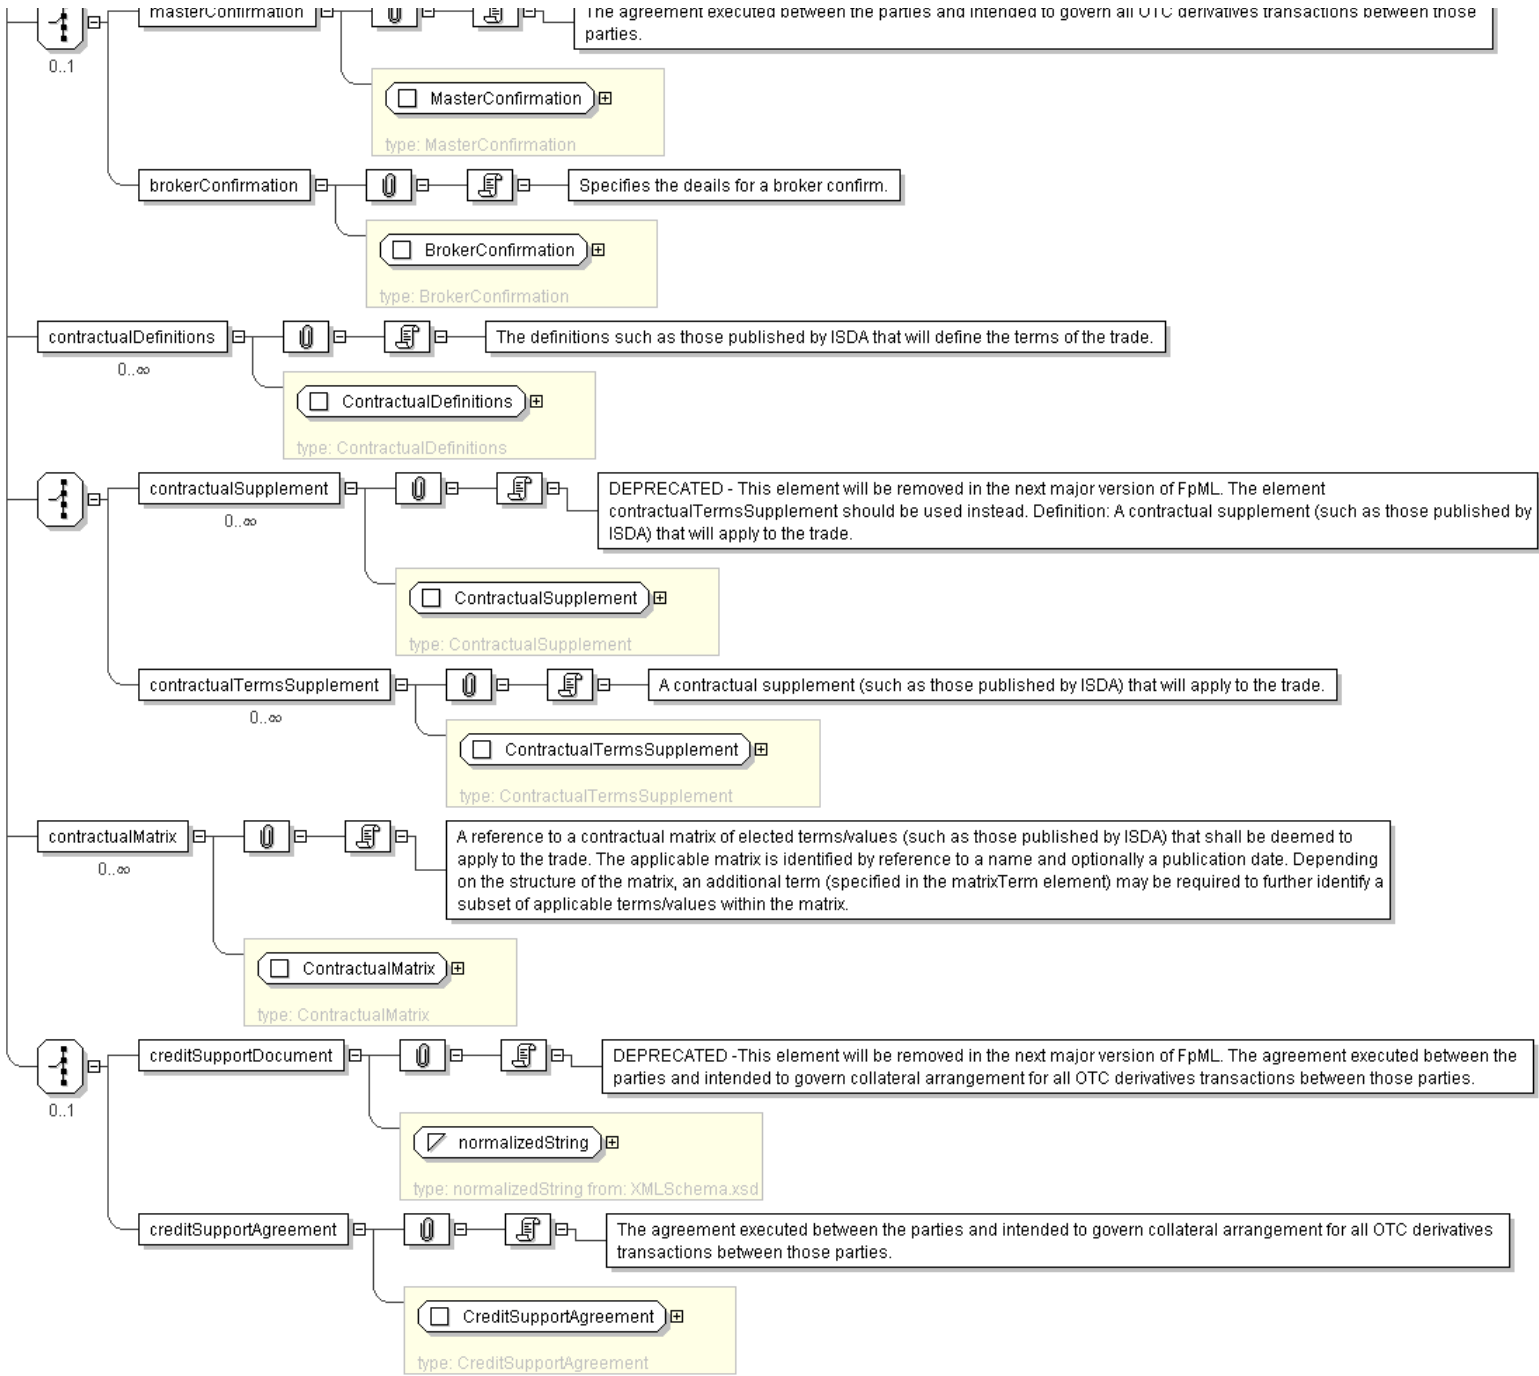 masterConfirmation
The agreement executed between the parties and intended to govern all OTC derivatives transactions between those
parties.
0..1
MasterConfirmation
type: MasterConfirmation
brokerConfirmation
Specifies the deails for a broker confirm.
BrokerConfirmation
type: BrokerConfirmation
contractualDefinitions
The definitions such as those published by ISDA that will define the terms of the trade.
0..∞
ContractualDefinitions
type: ContractualDefinitions
contractualSupplement
0..∞
DEPRECATED - This element will be removed in the next major version of FpML. The element
contractualTermsSupplement should be used instead. Definition: A contractual supplement (such as those published by
ISDA) that will apply to the trade.
ContractualSupplement
type: ContractualSupplement
contractualTermsSupplement
A contractual supplement (such as those published by ISDA) that will apply to the trade.
0..∞
ContractualTermsSupplement
type: ContractualTermsSupplement
contractualMatrix
0..∞
A reference to a contractual matrix of elected terms/values (such as those published by ISDA) that shall be deemed to
apply to the trade. The applicable matrix is identified by reference to a name and optionally a publication date. Depending
on the structure of the matrix, an additional term (specified in the matrixTerm element) may be required to further identify a
subset of applicable terms/values within the matrix.
ContractualMatrix
type: ContractualMatrix
creditSupportDocument
DEPRECATED -This element will be removed in the next major version of FpML. The agreement executed between the
parties and intended to govern collateral arrangement for all OTC derivatives transactions between those parties.
0..1
normalizedString
type: normalizedString from: XMLSchema.xsd
creditSupportAgreement
The agreement executed between the parties and intended to govern collateral arrangement for all OTC derivatives
transactions between those parties.
CreditSupportAgreement
type: CreditSupportAgreement